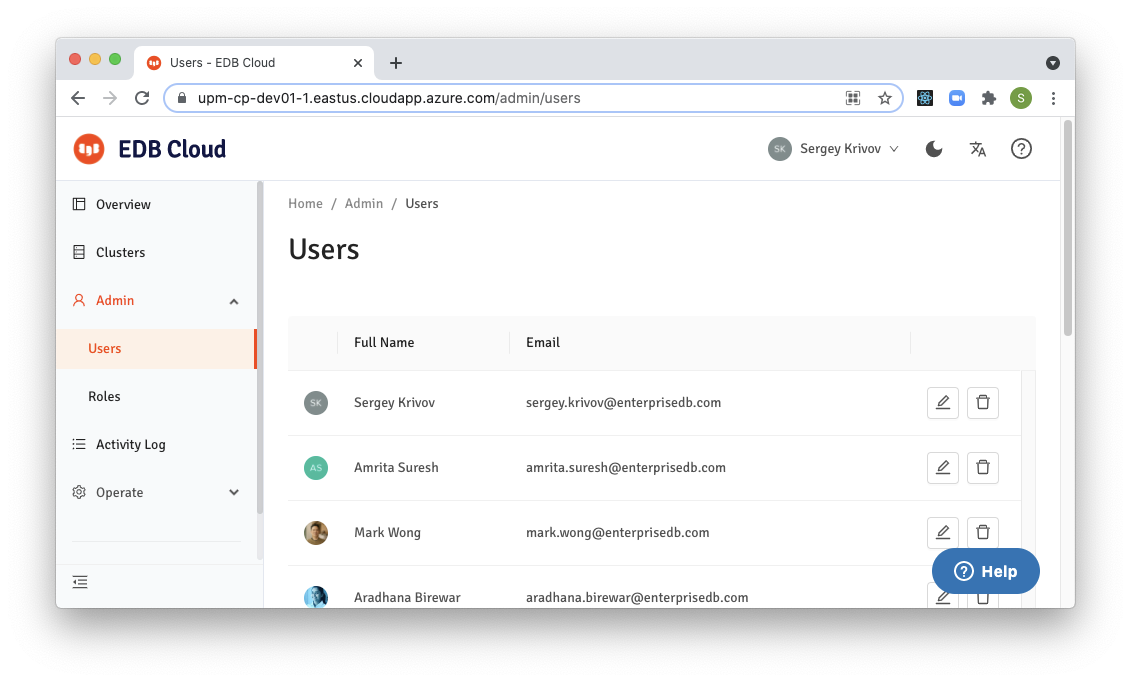 Users - EDB Cloud
upm-cp-dev01-1.eastus.cloudapp.azure.com/admin/users
S
EDB Cloud
SK Sergey Krivov
Overview
Clusters
Admin
Users
Roles
Activity Log
Operate
Home / Admin / Users
Users
Full Name Email
SK Sergey Krivov sergey.krivov@enterprisedb.com
AS Amrita Suresh amrita.suresh@enterprisedb.com
Mark Wong mark.wong@enterprisedb.com
Aradhana Birewar aradhana.birewar@enterprisedb.com
Help